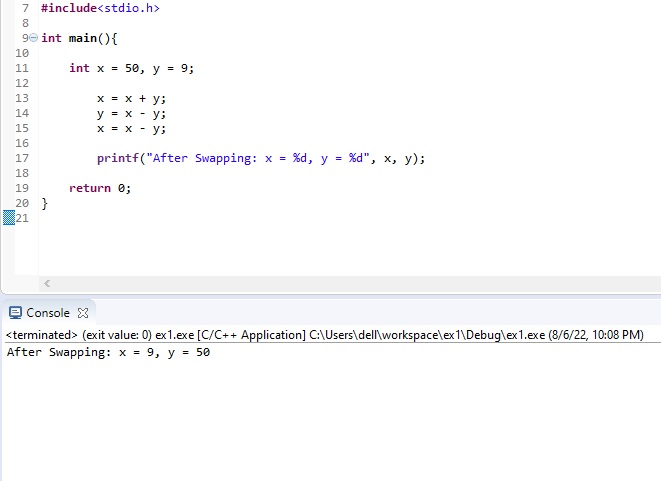 7 #include<stdio.h>
8
9 int main(){
10
11 int x = 50, y = 9;
12
13 x = x + y;
14 y = x - y;
15 x = x - y;
16
17 printf("After Swapping: x = %d, y = %d", x, y);
18
19 return 0;
20 }
21
Console
<terminated> (exit value: 0) ex1.exe [C/C++ Application] C:\Users\dell\workspace\ex1\Debug\ex1.exe (8/6/22, 10:08 PM)
After Swapping: x = 9, y = 50